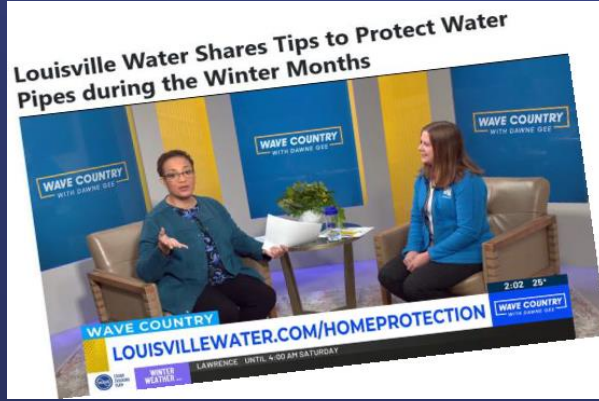 Louisville Water Shares Tips to Protect Water
Pipes during the Winter Months
WAVE COUNTRY
WITH DAWNE GEE
WAVE COUNTRY
WITH DAWNE GEE
WAVE COUNTRY
WITH DAWNE GEE
2:02 25°
WAVE COUNTRY
LOUISVILLEWATER.COM/HOMEPROTECTION
WAVE COUNTRY
WITH DAWNE GEE
WINTER
WEATHER
LAWRENCE UNTIL 4:00 AM SATURDAY